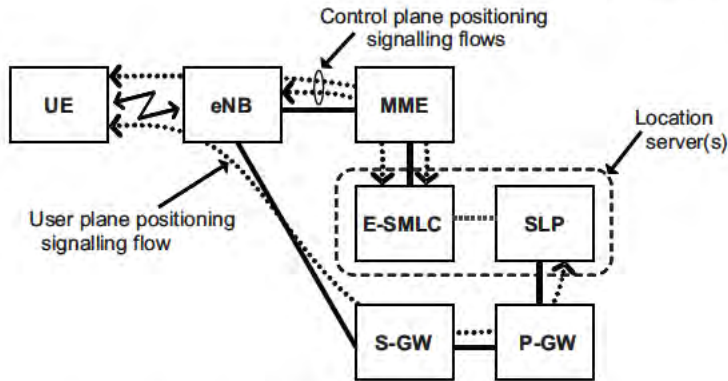 Control plane positioning
signalling flows
UE
eNB
MME
Location
server(s)
User plane positioning
signalling flow
E-SMLC
SLP
S-GW
P-GW